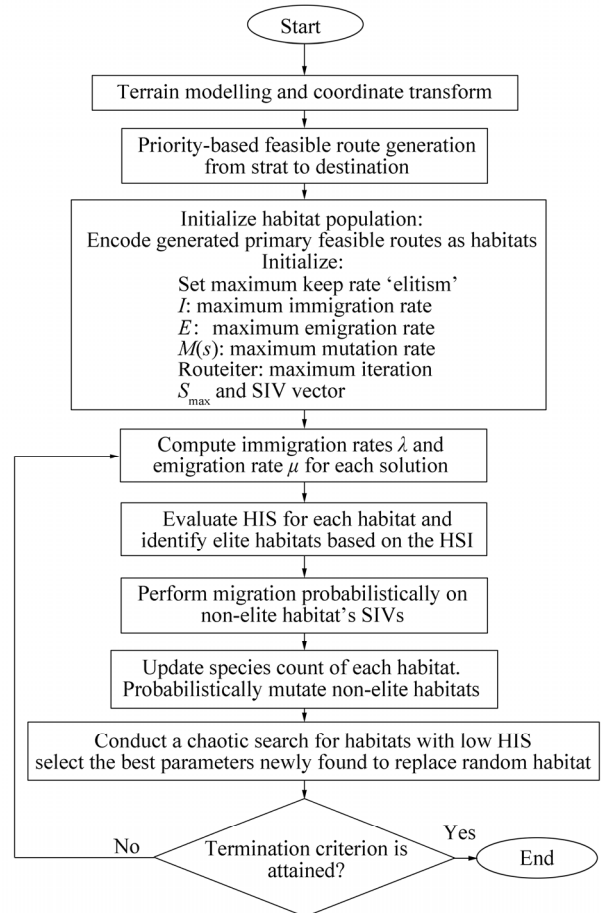 Start
Terrain modelling and coordinate transform
Priority-based feasible route generation
from strat to destination
Initialize habitat population:
Encode generated primary feasible routes as habitats
Initialize:
Set maximum keep rate ‘elitism’
I: maximum immigration rate
E: maximum emigration rate
M(s): maximum mutation rate
Routeiter: maximum iteration
Smax and SIV vector
Compute immigration rates λ and
emigration rate μ for each solution
Evaluate HIS for each habitat and
identify elite habitats based on the HSI
Perform migration probabilistically on
non-elite habitat’s SIVs
Update species count of each habitat.
Probabilistically mutate non-elite habitats
Conduct a chaotic search for habitats with low HIS
select the best parameters newly found to replace random habitat
Termination criterion is
attained?
No
Yes
End